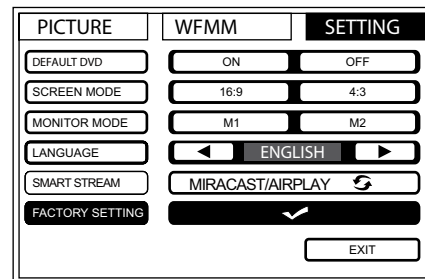 PICTURE WFMM SETTING
DEFAULT DVD ON OFF
SCREEN MODE 16:9 4:3
MONITOR MODE M1 M2
LANGUAGE ENGLISH
SMART STREAM MIRACAST/AIRPLAY
FACTORY SETTING
EXIT